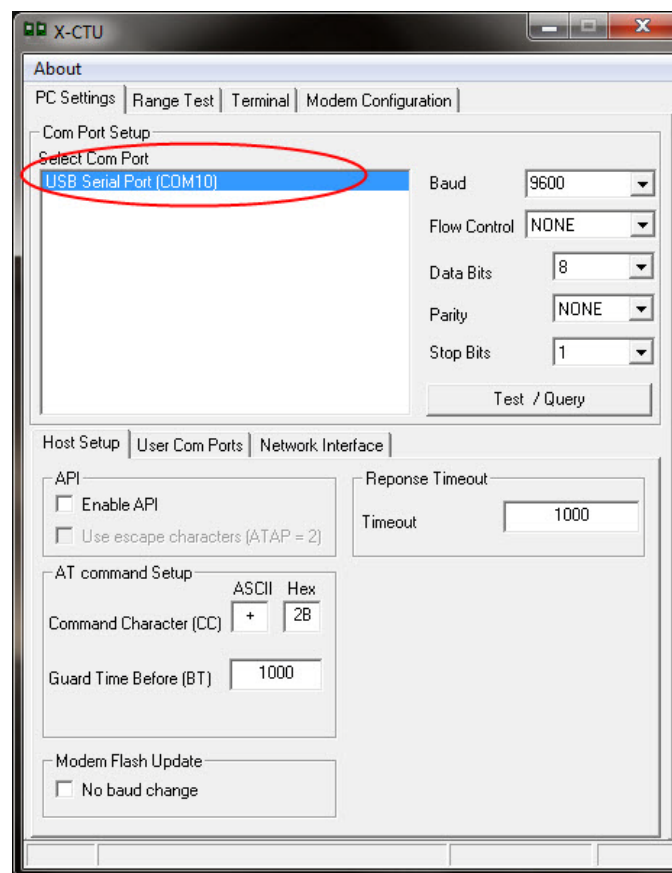 X-CTU
About
PC Settings Range Test Terminal Modem Configuration
Com Port Setup
Select Com Port
USB Serial Port (COM10)
Baud 9600
Flow Control NONE
Data Bits 8
Parity NONE
Stop Bits 1
Test / Query
Host Setup User Com Ports Network Interface
API
Enable API
Use escape characters (ATAP = 2)
Reponse Timeout
Timeout 1000
AT command Setup
ASCII Hex
Command Character (CC) + 2B
Guard Time Before (BT) 1000
Modem Flash Update
No baud change